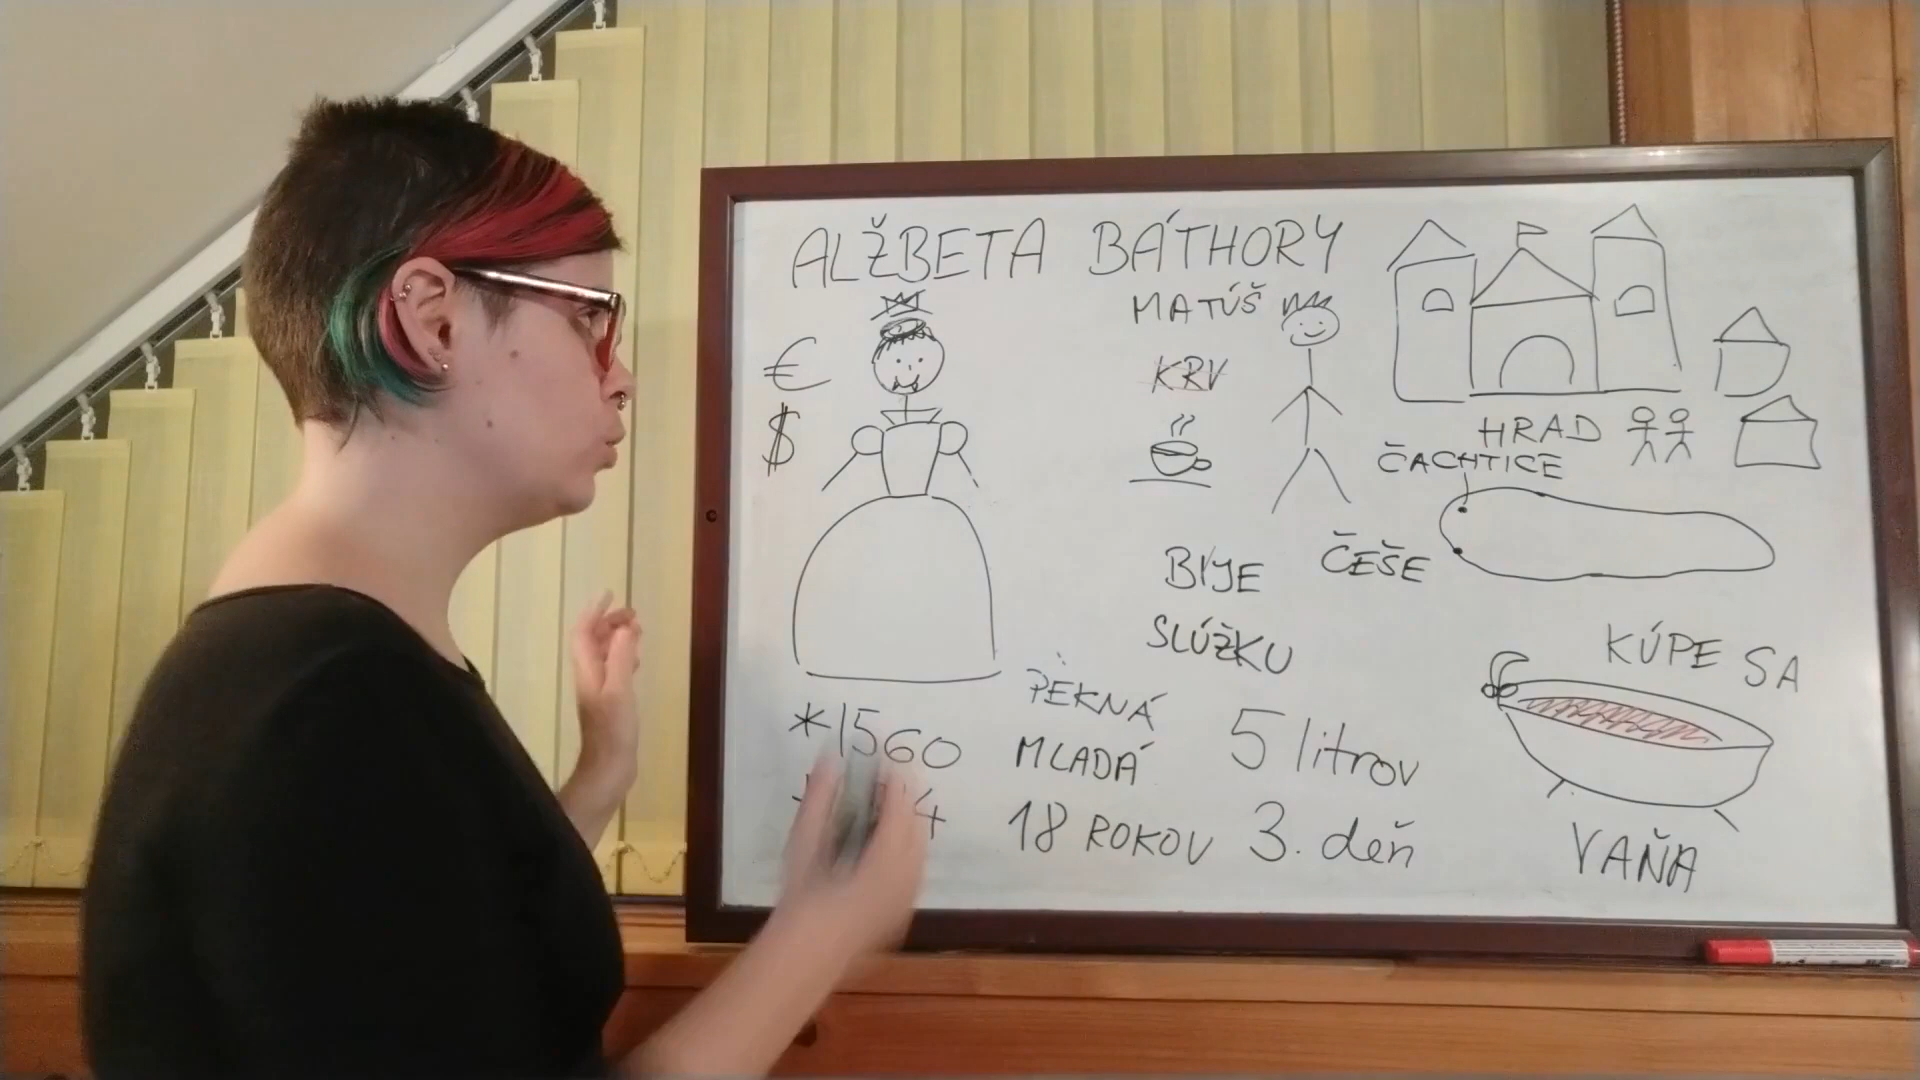 ALŽBETA BÁTHORY
MATÚŠ
€
KRV
$
HRAD
ČACHTICE
BIJE
ČEŠE
SLÚŽKU
KÚPE SA
PEKNÁ
*1560
MLADÁ
5 litrov
18 ROKOV
3. deň
VAŇA